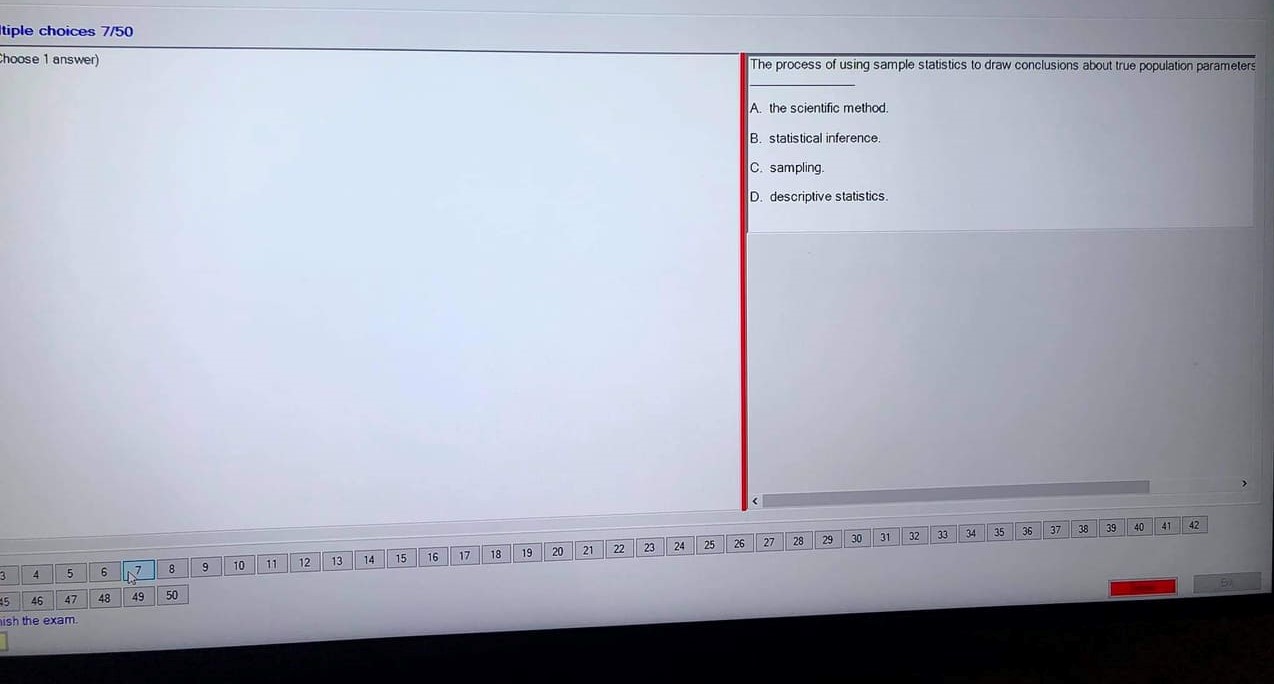 tiple choices 7/50
Choose 1 answer)
The process of using sample statistics to draw conclusions about true population parameters
A. the scientific method.
B. statistical inference.
C. sampling.
D. descriptive statistics.
3 4 5 6 7 8 9 10 11 12 13 14 15 16 17 18 19 20 21 22 23 24 25 26 27 28 29 30 31 32 33 34 35 36 37 38 39 40 41 42
45 46 47 48 49 50
nish the exam.